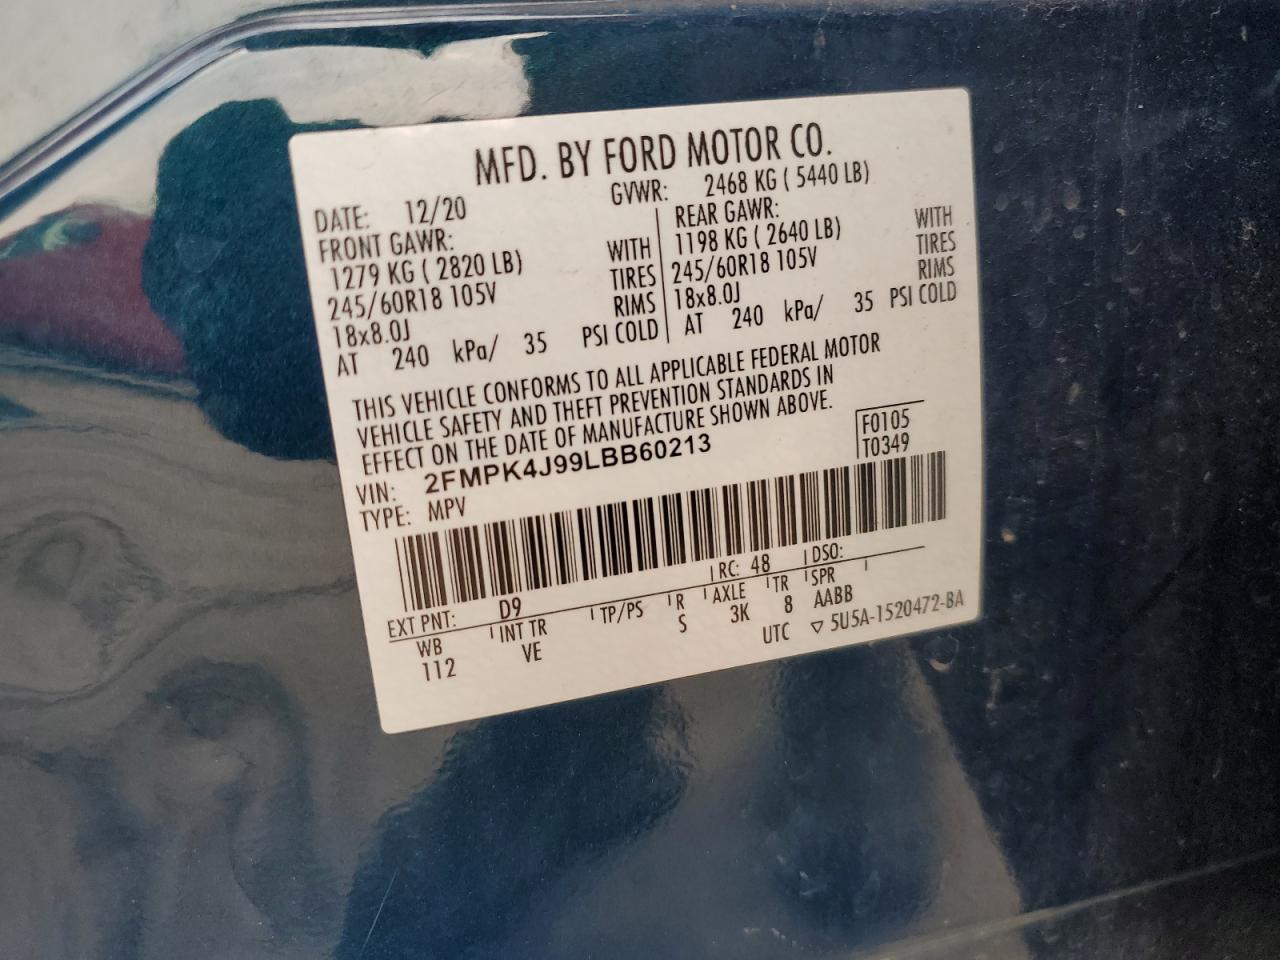 MFD. BY FORD MOTOR CO.
DATE: 12/20 GVWR: 2468 KG ( 5440 LB)
FRONT GAWR: REAR GAWR:
1279 KG ( 2820 LB) WITH 1198 KG ( 2640 LB) WITH
245/60R18 105V TIRES 245/60R18 105V TIRES
18x8.0J RIMS 18x8.0J RIMS
AT 240 kPa/ 35 PSI COLD AT 240 kPa/ 35 PSI COLD
THIS VEHICLE CONFORMS TO ALL APPLICABLE FEDERAL MOTOR
VEHICLE SAFETY AND THEFT PREVENTION STANDARDS IN
EFFECT ON THE DATE OF MANUFACTURE SHOWN ABOVE.
F0105
VIN: 2FMPK4J99LBB60213 T0349
TYPE: MPV
EXT PNT: D9 RC: 48 DSO:
WB INT TR TP/PS R AXLE TR SPR
112 VE S 3K 8 AABB
UTC ▽ 5U5A-1520472-BA